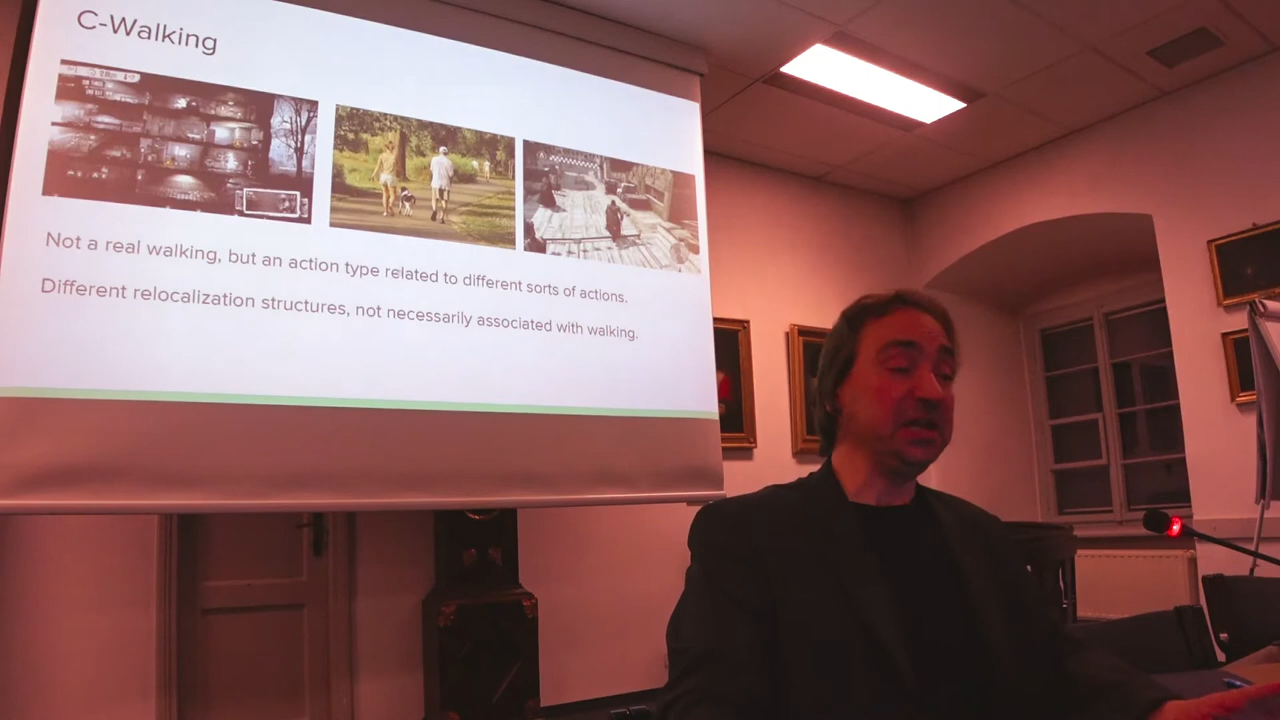 C-Walking
Not a real walking, but an action type related to different sorts of actions.
Different relocalization structures, not necessarily associated with walking.